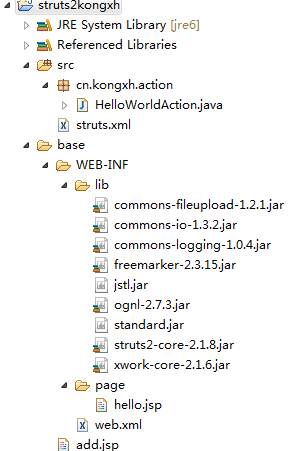 struts2kongxh
JRE System Library [jre6]
Referenced Libraries
src
cn.kongxh.action
HelloWorldAction.java
struts.xml
base
WEB-INF
lib
commons-fileupload-1.2.1.jar
commons-io-1.3.2.jar
commons-logging-1.0.4.jar
freemarker-2.3.15.jar
jstl.jar
ognl-2.7.3.jar
standard.jar
struts2-core-2.1.8.jar
xwork-core-2.1.6.jar
page
hello.jsp
web.xml
add.jsp